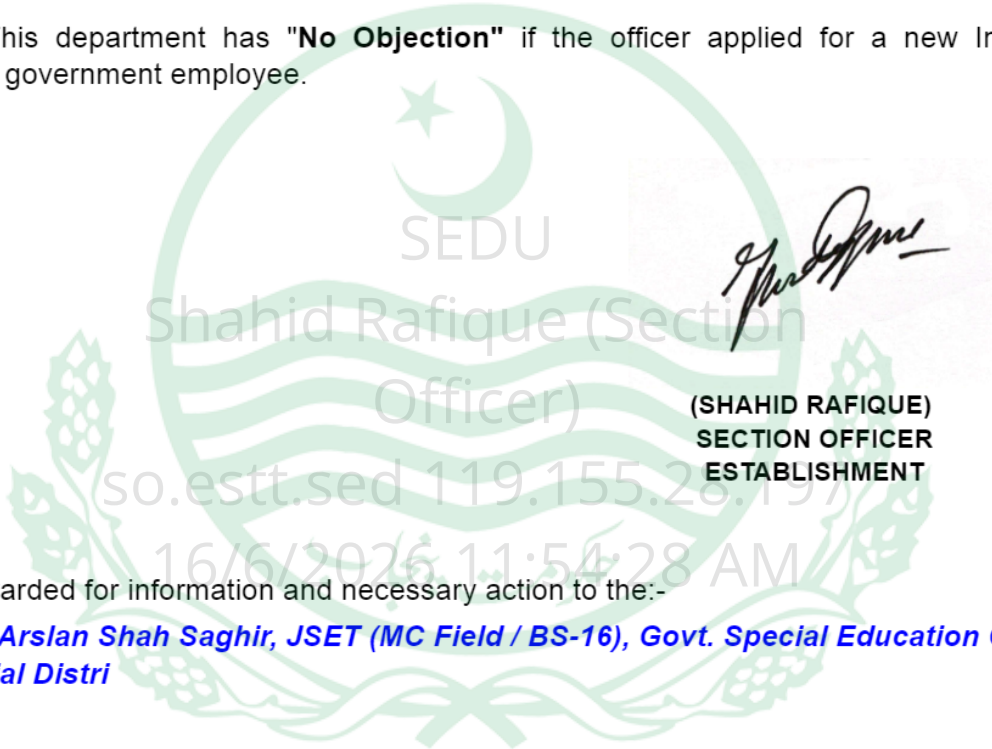 his department has "No Objection" if the officer applied for a new In
government employee.
SEDU
Shahid Rafique (Section
Officer)
(SHAHID RAFIQUE)
SECTION OFFICER
ESTABLISHMENT
so.estt.sed 119.155.28.197
16/6/2026 11:54:28 AM
arded for information and necessary action to the:-
Arslan Shah Saghir, JSET (MC Field / BS-16), Govt. Special Education
al Distri